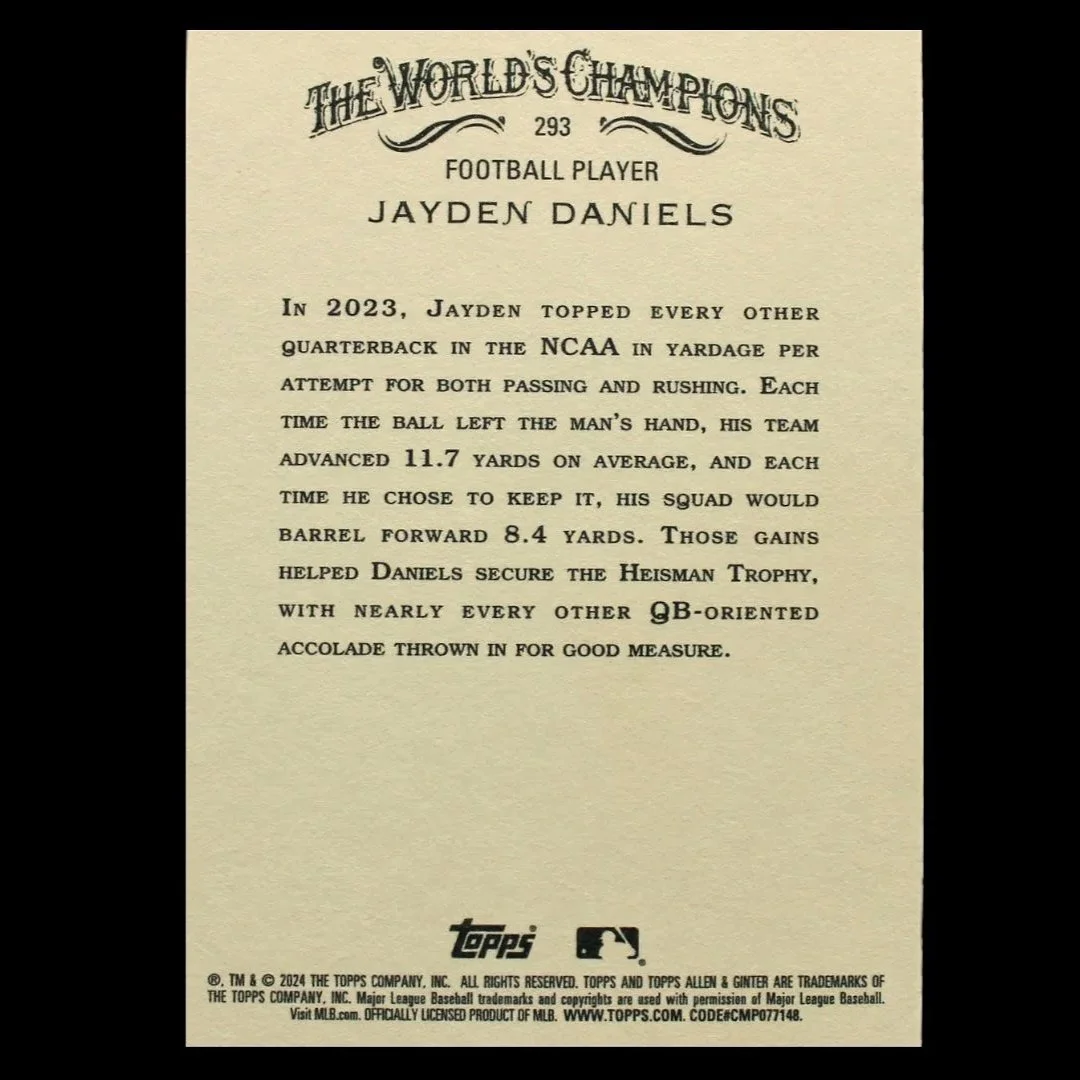 THE WORLD'S CHAMPIONS
293
FOOTBALL PLAYER
JAYDEN DANIELS
IN 2023, JAYDEN TOPPED EVERY OTHER
QUARTERBACK IN THE NCAA IN YARDAGE PER
ATTEMPT FOR BOTH PASSING AND RUSHING. EACH
TIME THE BALL LEFT THE MAN'S HAND, HIS TEAM
ADVANCED 11.7 YARDS ON AVERAGE, AND EACH
TIME HE CHOSE TO KEEP IT, HIS SQUAD WOULD
BARREL FORWARD 8.4 YARDS. THOSE GAINS
HELPED DANIELS SECURE THE HEISMAN TROPHY,
WITH NEARLY EVERY OTHER QB-ORIENTED
ACCOLADE THROWN IN FOR GOOD MEASURE.
Topps®
®, TM & © 2024 THE TOPPS COMPANY, INC. ALL RIGHTS RESERVED. TOPPS AND TOPPS ALLEN & GINTER ARE TRADEMARKS OF
THE TOPPS COMPANY, INC. Major League Baseball trademarks and copyrights are used with permission of Major League Baseball.
Visit MLB.com. OFFICIALLY LICENSED PRODUCT OF MLB. WWW.TOPPS.COM. CODE#CMP077148.